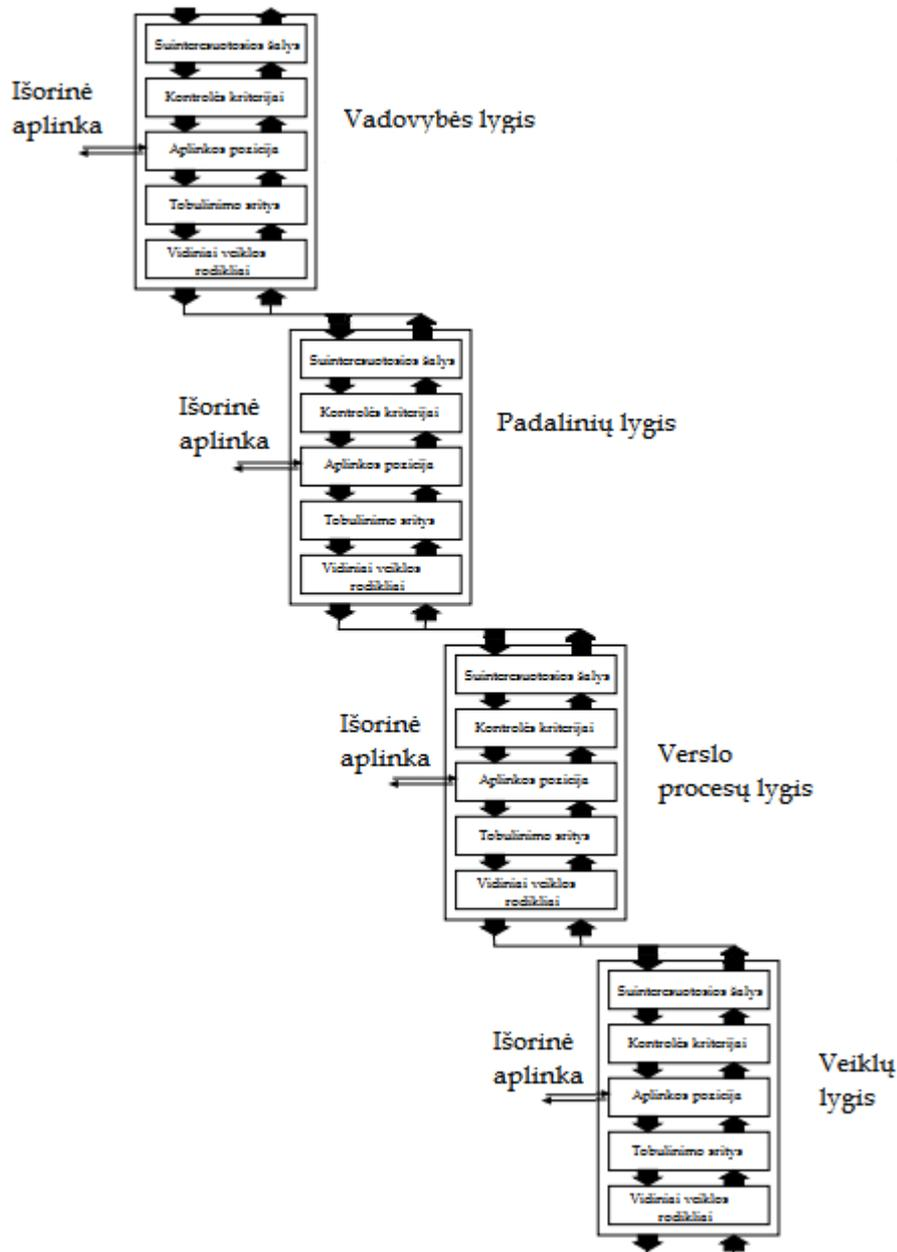 Suinteresuotosios šalys
Išorinė
aplinka
Kontrolės kriterijai
Vadovybės lygis
Aplinkos pozicija
Tobulinimo sritys
Vidiniai veiklos
rodikliai
Suinteresuotosios šalys
Išorinė
aplinka
Kontrolės kriterijai
Padalinių lygis
Aplinkos pozicija
Tobulinimo sritys
Vidiniai veiklos
rodikliai
Suinteresuotosios šalys
Išorinė
aplinka
Kontrolės kriterijai
Verslo
procesų lygis
Aplinkos pozicija
Tobulinimo sritys
Vidiniai veiklos
rodikliai
Suinteresuotosios šalys
Išorinė
aplinka
Kontrolės kriterijai
Veiklų
lygis
Aplinkos pozicija
Tobulinimo sritys
Vidiniai veiklos
rodikliai